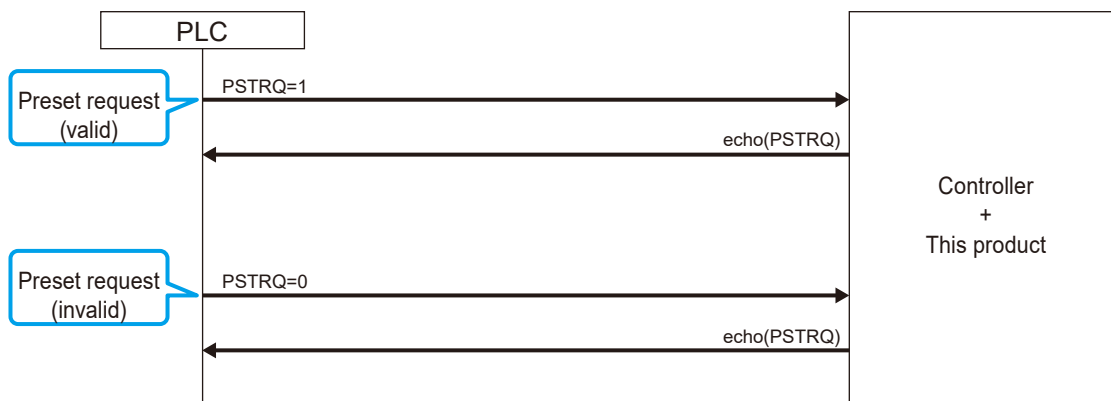 PLC
Preset request
(valid)
PSTRQ=1
echo(PSTRQ)
Controller
+
This product
Preset request
(invalid)
PSTRQ=0
echo(PSTRQ)